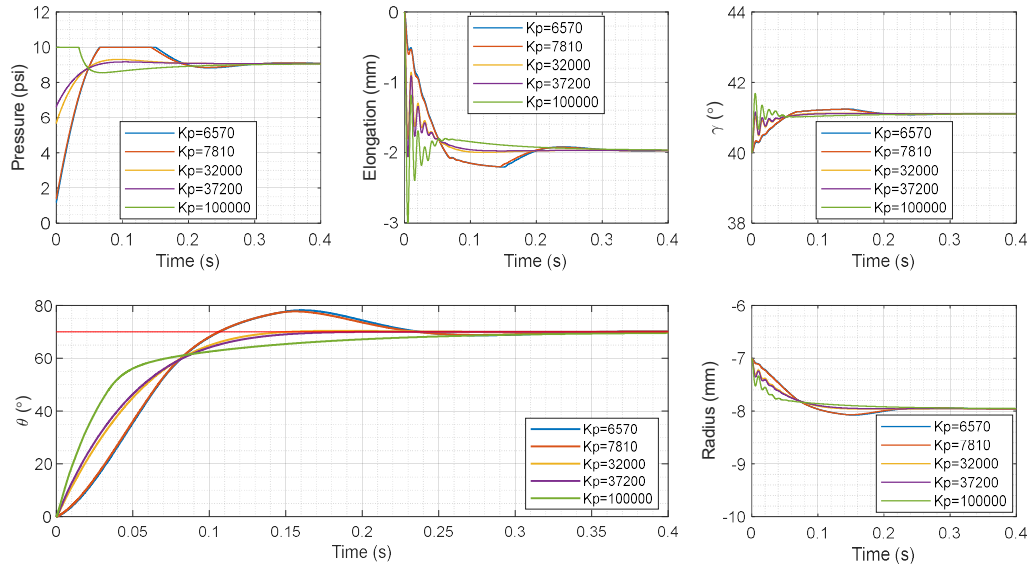 12
10
8
6
4
2
0
Pressure (psi)
Kp=6570
Kp=7810
Kp=32000
Kp=37200
Kp=100000
0 0.1 0.2 0.3 0.4
Time (s)
0
-1
-2
-3
Elongation (mm)
Kp=6570
Kp=7810
Kp=32000
Kp=37200
Kp=100000
0 0.2 0.4
Time (s)
44
42
40
38
γ (°)
Kp=6570
Kp=7810
Kp=32000
Kp=37200
Kp=100000
0 0.1 0.2 0.3 0.4
Time (s)
80
60
40
20
0
θ (°)
Kp=6570
Kp=7810
Kp=32000
Kp=37200
Kp=100000
0 0.05 0.1 0.15 0.2 0.25 0.3 0.35 0.4
Time (s)
-6
-7
-8
-9
-10
Radius (mm)
Kp=6570
Kp=7810
Kp=32000
Kp=37200
Kp=100000
0 0.1 0.2 0.3 0.4
Time (s)